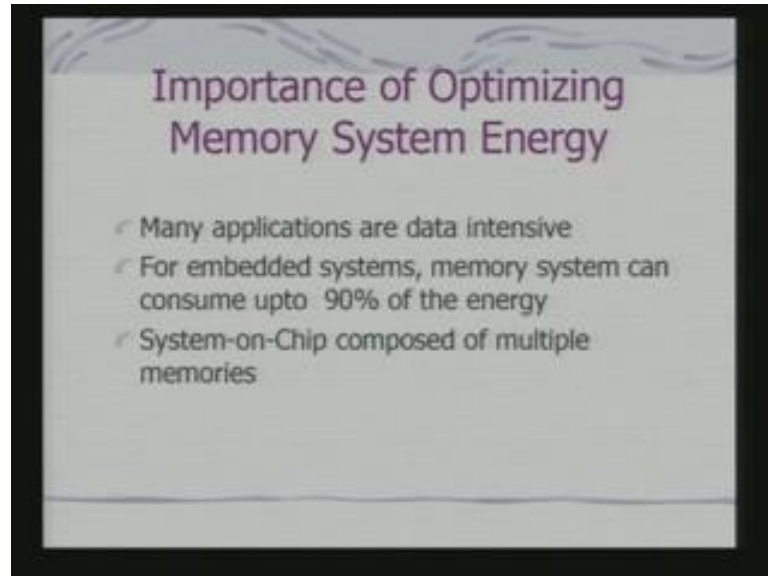 Importance of Optimizing
Memory System Energy
Many applications are data intensive
For embedded systems, memory system can
consume upto 90% of the energy
System-on-Chip composed of multiple
memories